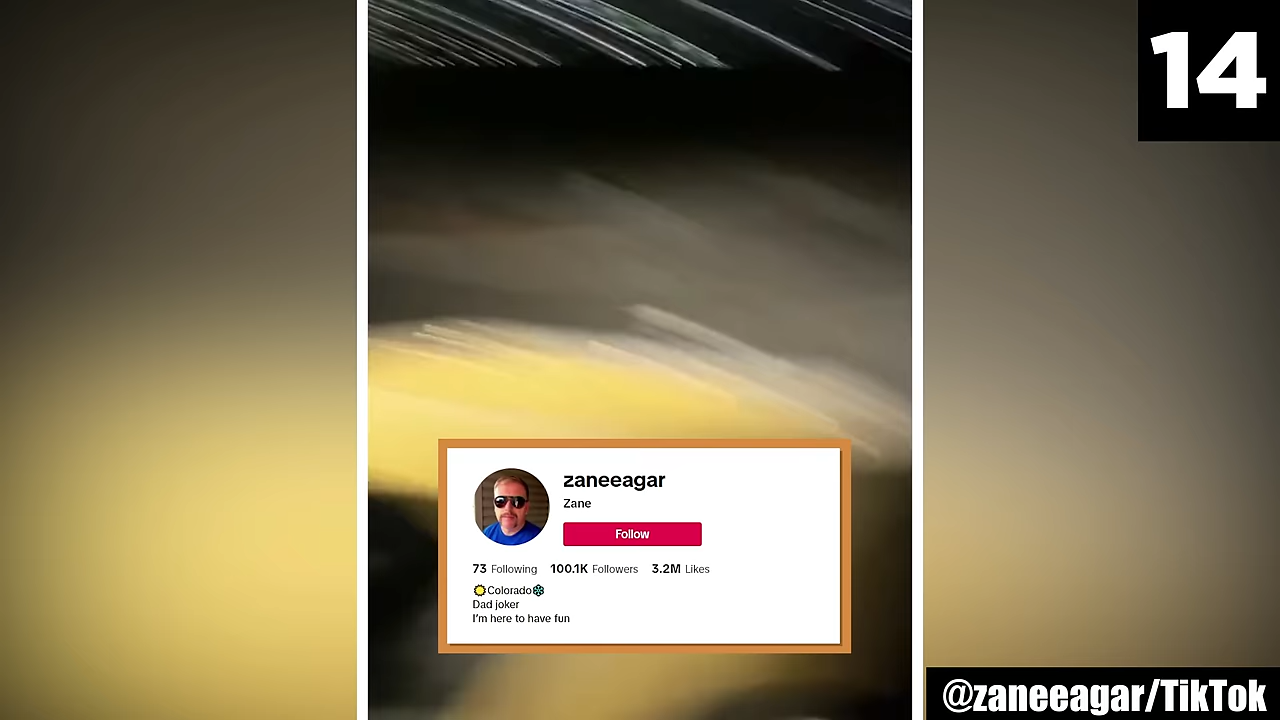 14
zaneeagar
Zane
Follow
73 Following 100.1K Followers 3.2M Likes
Colorado
Dad joker
I'm here to have fun
@zaneeagar/TikTok